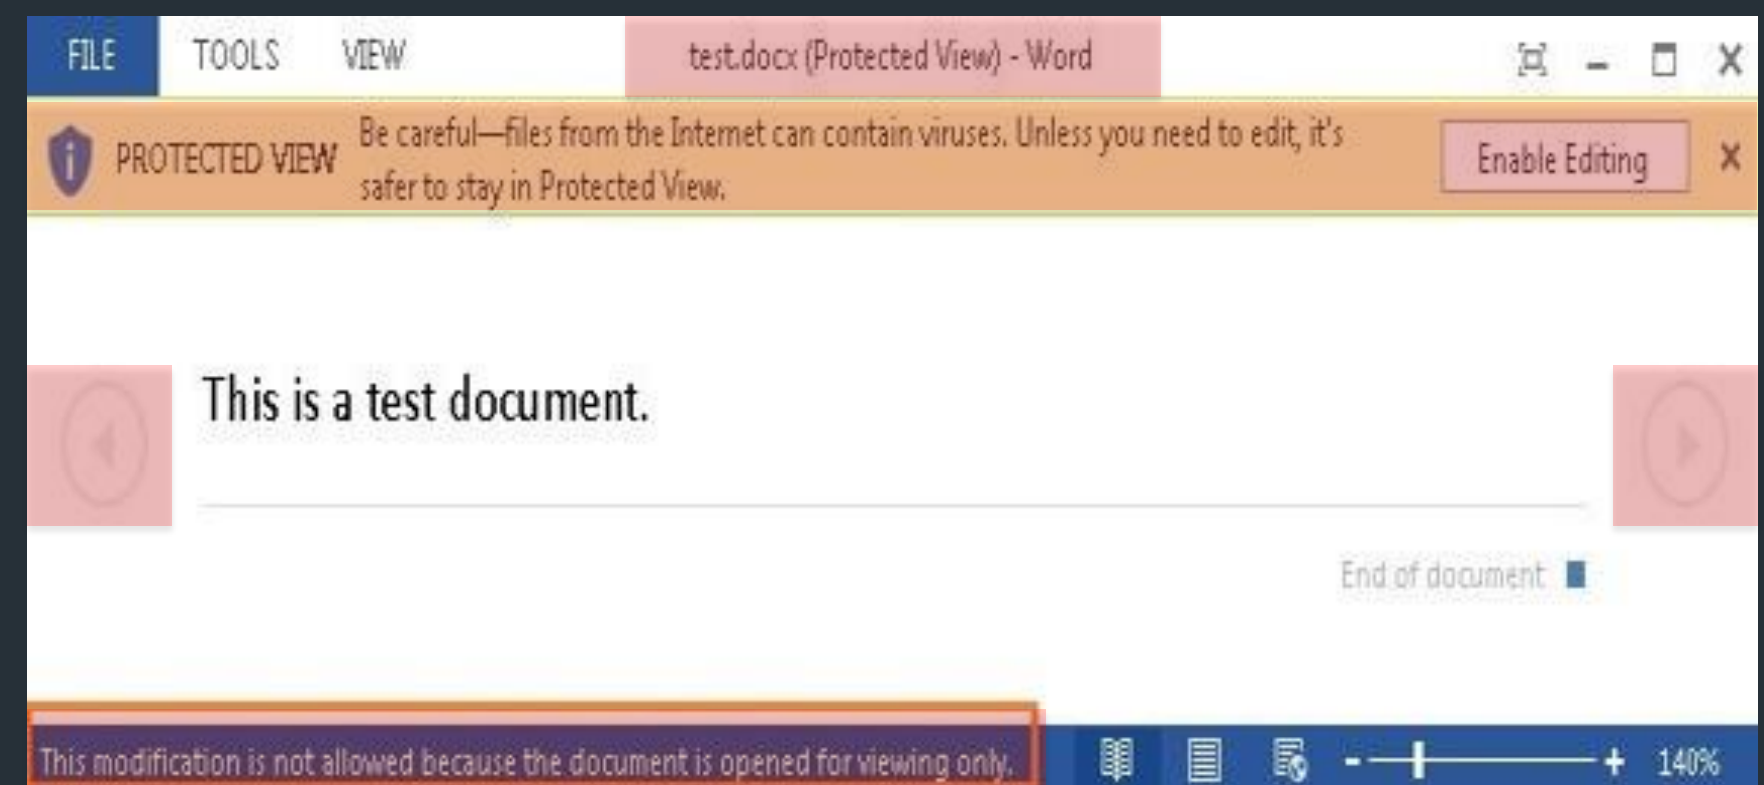 FILE TOOLS VIEW test.docx (Protected View) - Word
PROTECTED VIEW Be careful—files from the Internet can contain viruses. Unless you need to edit, it's Enable Editing
safer to stay in Protected View.
This is a test document.
End of document
This modification is not allowed because the document is opened for viewing only. 140%